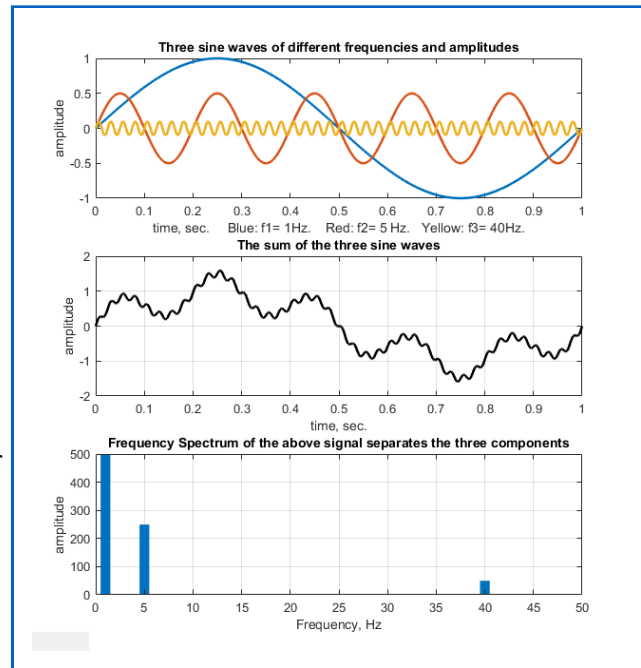 Three sine waves of different frequencies and amplitudes
1
0.5
0
-0.5
-1
amplitude
0 0.1 0.2 0.3 0.4 0.5 0.6 0.7 0.8 0.9 1
time, sec. Blue: f1= 1Hz. Red: f2= 5 Hz. Yellow: f3= 40Hz.
The sum of the three sine waves
2
1
0
-1
-2
amplitude
0 0.1 0.2 0.3 0.4 0.5 0.6 0.7 0.8 0.9 1
time, sec.
Frequency Spectrum of the above signal separates the three components
500
400
300
200
100
0
amplitude
0 5 10 15 20 25 30 35 40 45 50
Frequency, Hz